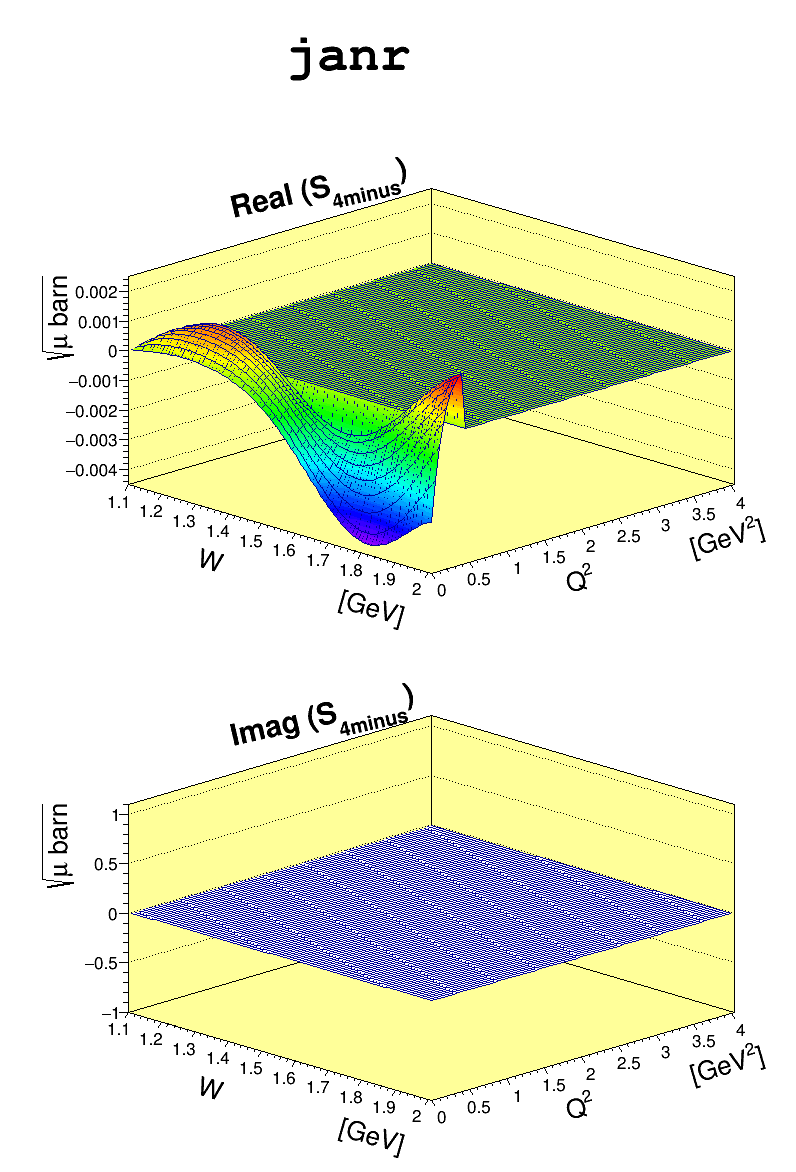 janr
Real (S4minus)
√μ barn
0.002
0.001
0
−0.001
−0.002
−0.003
−0.004
1.1 1.2 1.3 1.4 1.5 1.6 1.7 1.8 1.9 2
W
[GeV]
0 0.5 1 1.5 2 2.5 3 3.5 4
Q²
[GeV²]
Imag (S4minus)
√μ barn
1
0.5
0
−0.5
−1
1.1 1.2 1.3 1.4 1.5 1.6 1.7 1.8 1.9 2
W
[GeV]
0 0.5 1 1.5 2 2.5 3 3.5 4
Q²
[GeV²]